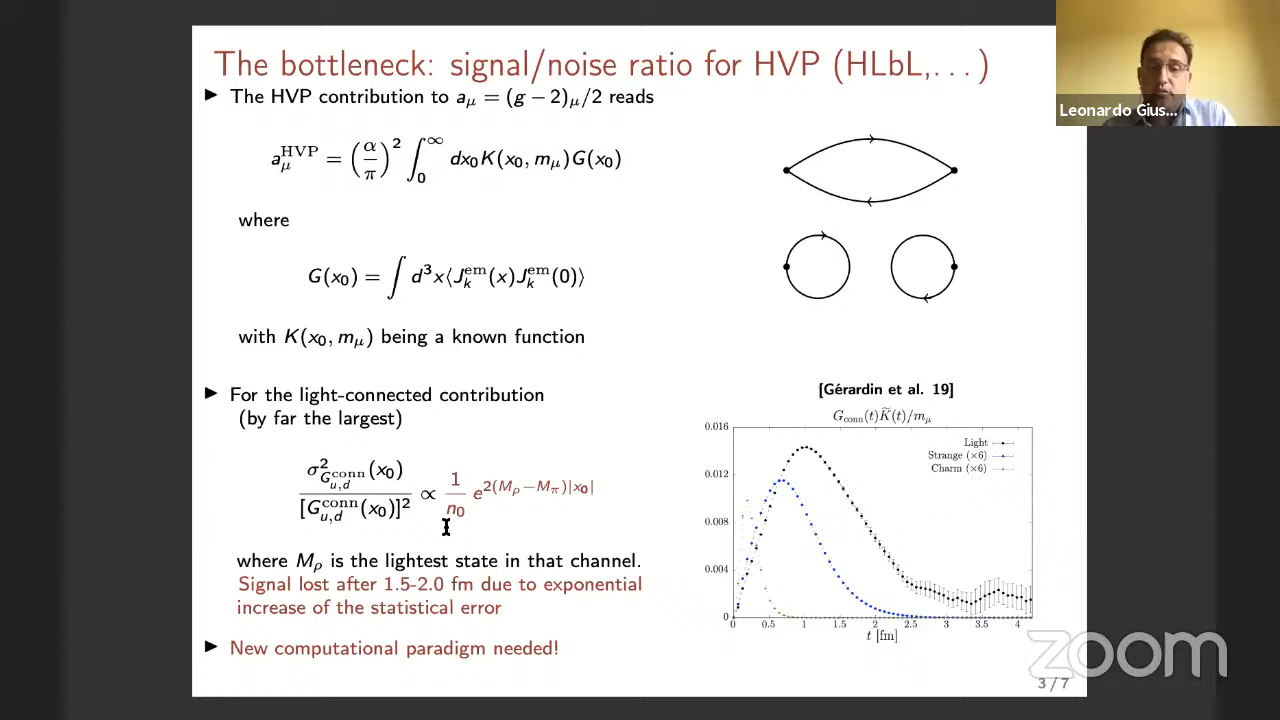 The bottleneck: signal/noise ratio for HVP (HLbL,...)
▶ The HVP contribution to a_μ = (g − 2)_μ/2 reads
a_μ^HVP = (α/π)^2 ∫_0^∞ dx_0 K(x_0, m_μ) G(x_0)
where
G(x_0) = ∫ d^3x ⟨J_k^em(x) J_k^em(0)⟩
with K(x_0, m_μ) being a known function
▶ For the light-connected contribution
(by far the largest)
σ^2_{G_{u,d}^conn}(x_0) / [G_{u,d}^conn(x_0)]^2 ∝ 1/n_0 e^{2(M_ρ−M_π)|x_0|}
where M_ρ is the lightest state in that channel.
Signal lost after 1.5-2.0 fm due to exponential
increase of the statistical error
▶ New computational paradigm needed!
[Gérardin et al. 19]
G_conn(t)K̃(t)/m_μ
Light
Strange (×6)
Charm (×6)
0.016
0.012
0.008
0.004
0
0 0.5 1 1.5 2 2.5 3 3.5 4
t [fm]
3 / 7
Leonardo Gius...
zoom